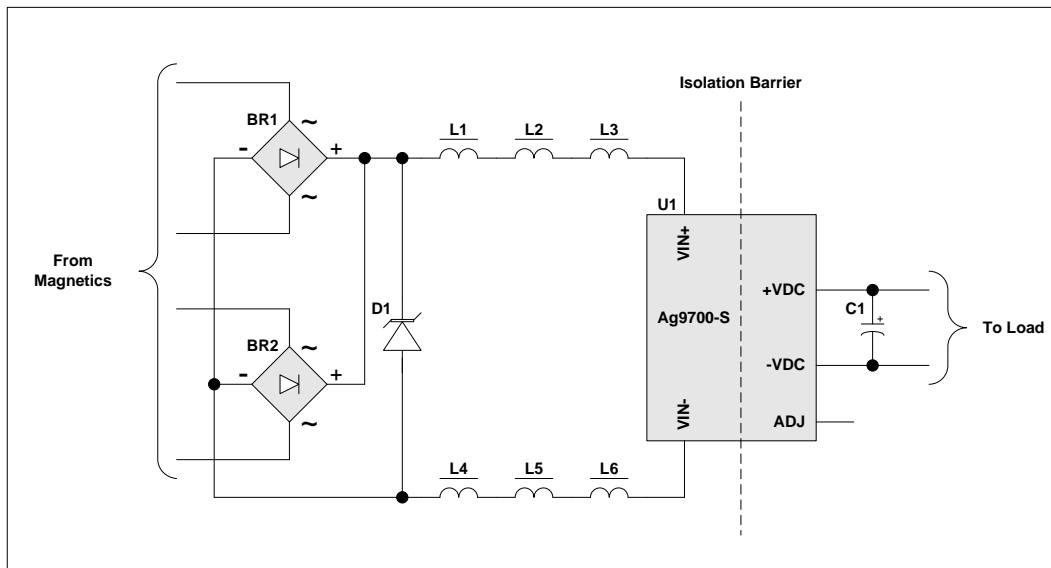 Isolation Barrier
BR1
~
-
+
~
L1
L2
L3
U1
VIN+
From
Magnetics
D1
Ag9700-S
+VDC
C1
+
To Load
BR2
~
-
+
~
-VDC
VIN-
ADJ
L4
L5
L6